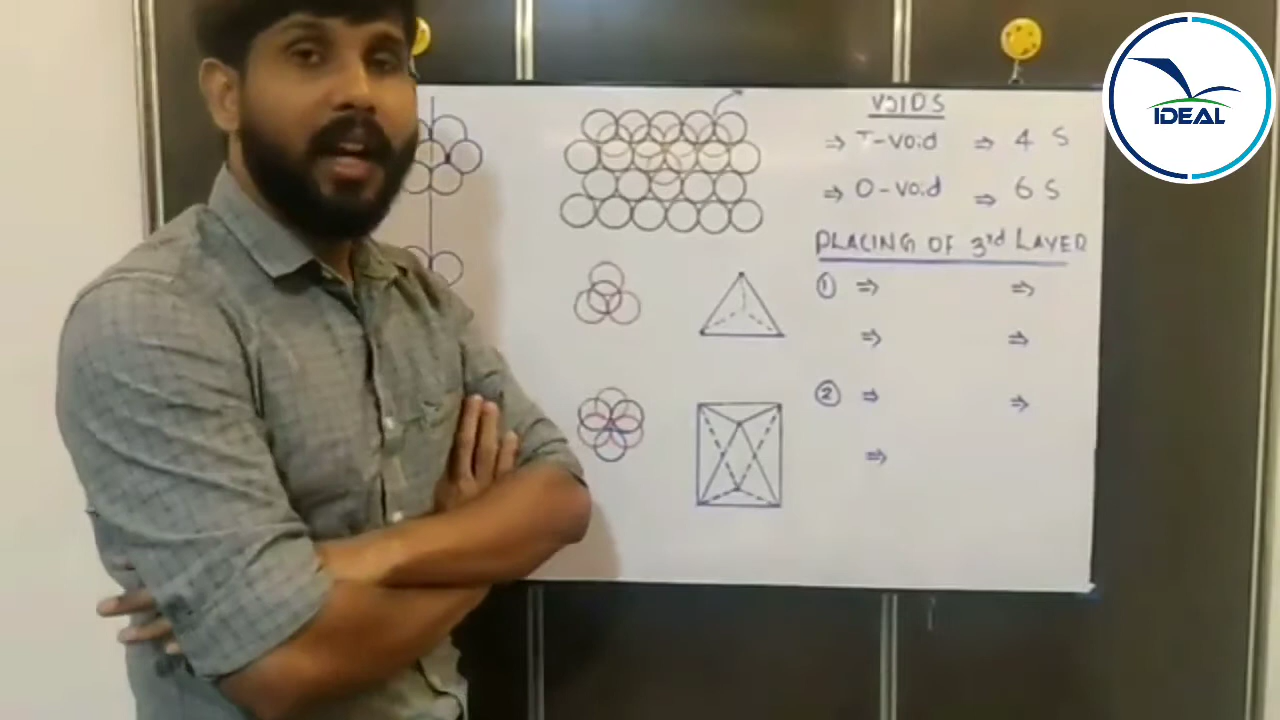 VOIDS
⇒ T-void ⇒ 4 S
⇒ O-void ⇒ 6 S
PLACING OF 3rd LAYER
① ⇒ ⇒
⇒ ⇒
② ⇒ ⇒
⇒
IDEAL